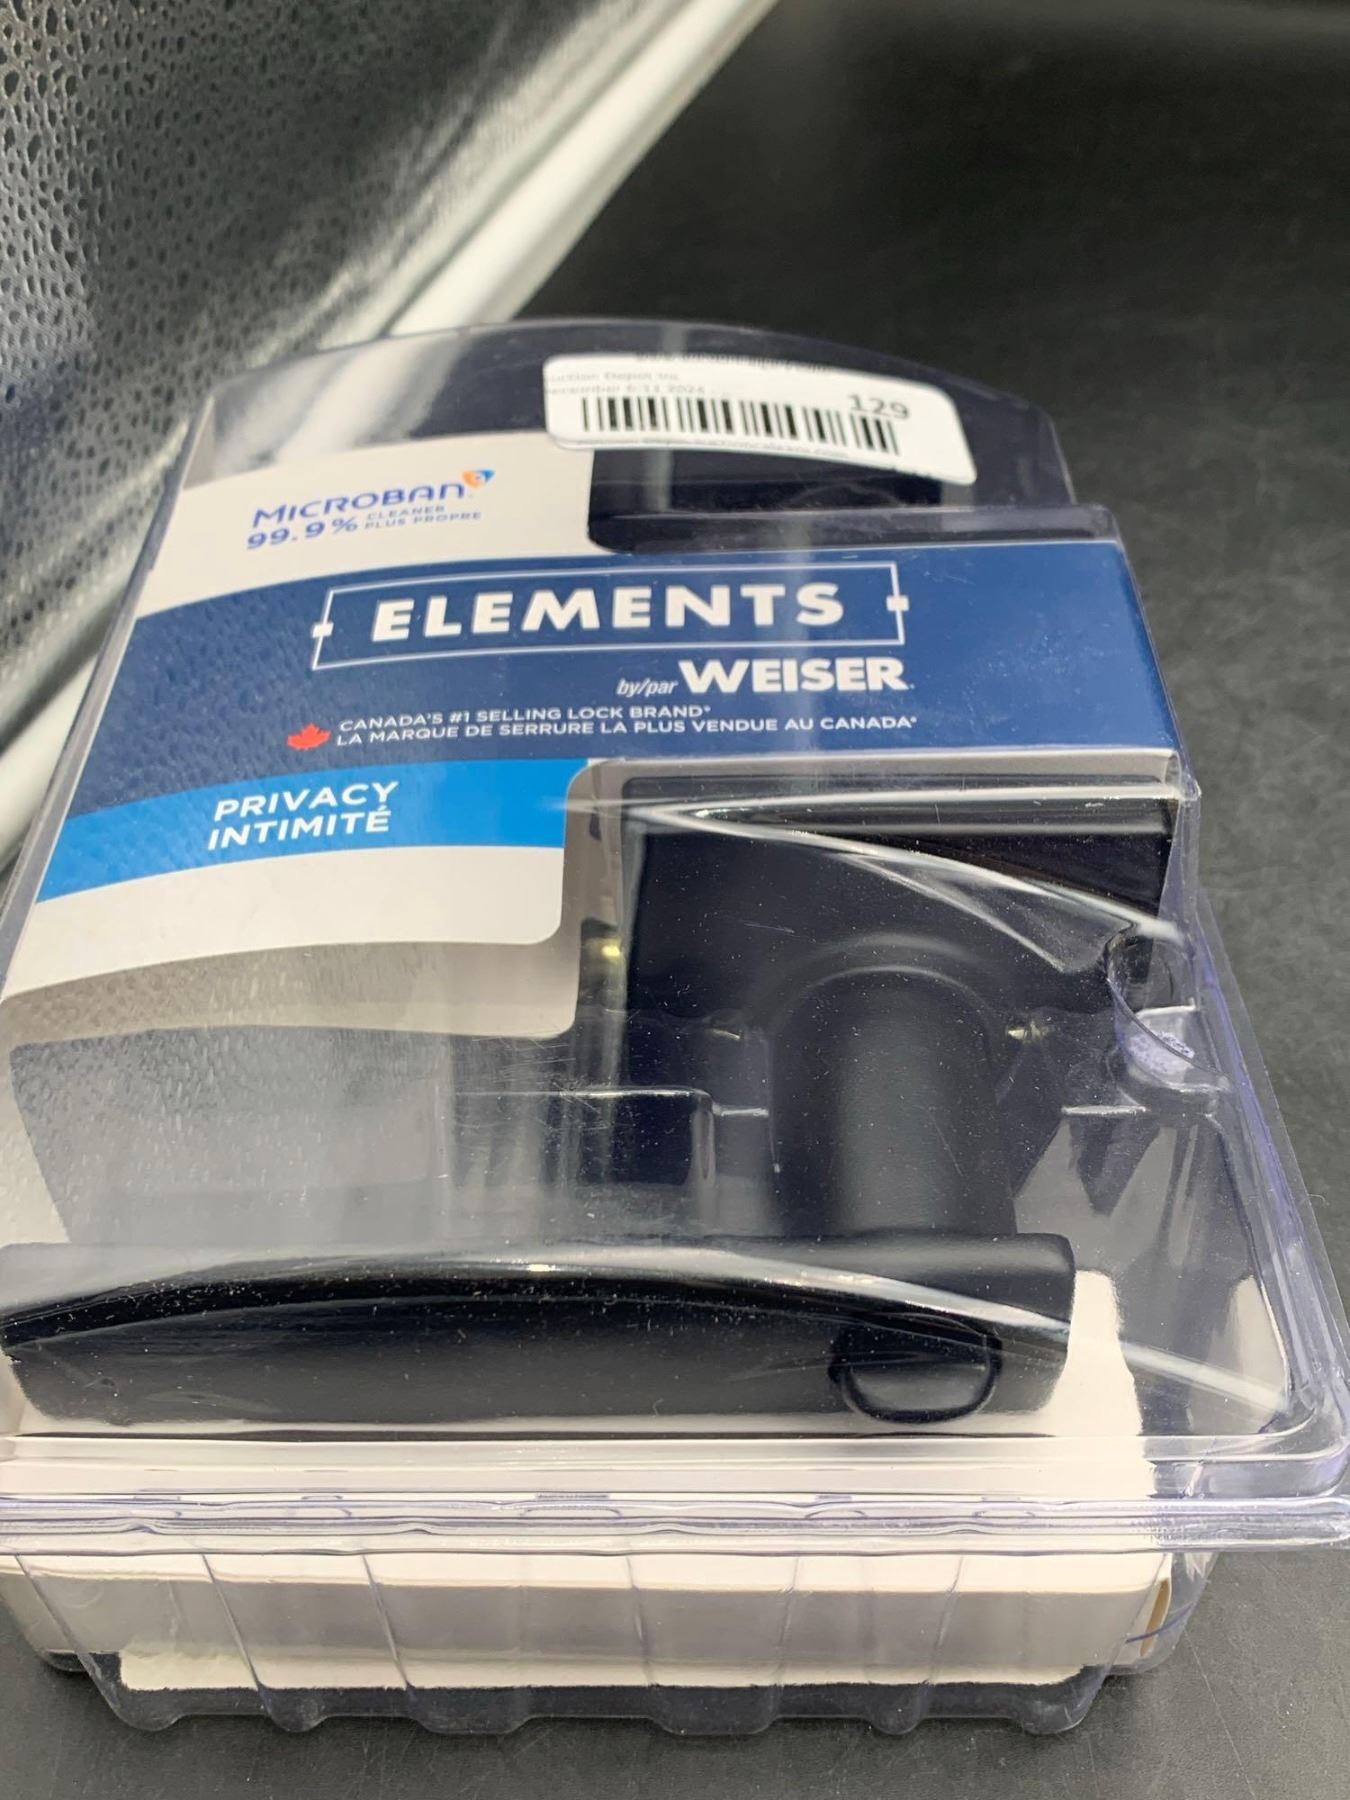 129
MICROBAN
99.9% CLEANER
PLUS PROPRE
ELEMENTS
by/par WEISER
CANADA'S #1 SELLING LOCK BRAND*
LA MARQUE DE SERRURE LA PLUS VENDUE AU CANADA*
PRIVACY
INTIMITÉ